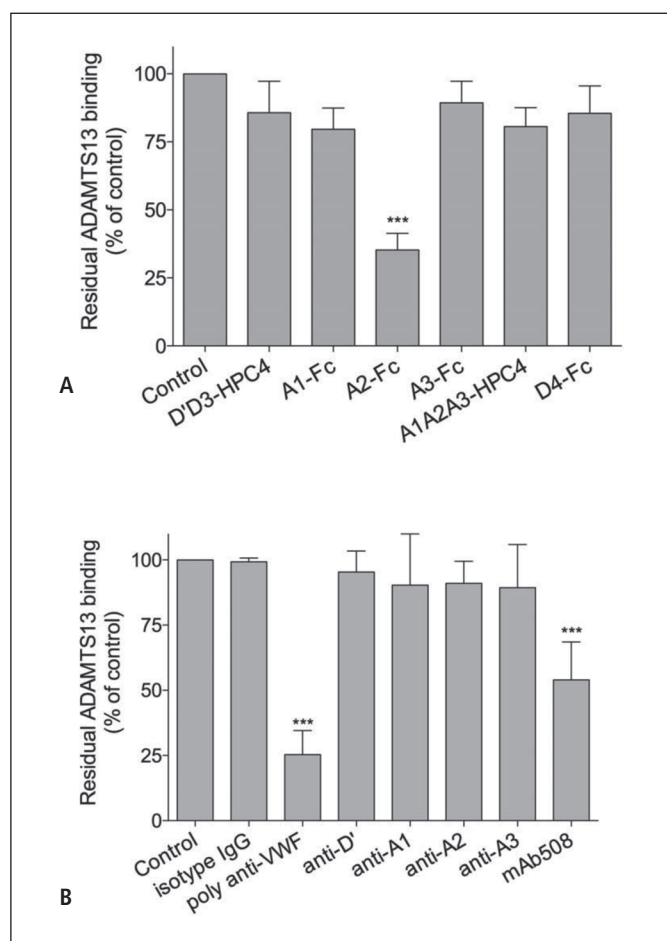 Residual ADAMTS13 binding
(% of control)
100
75
50
25
0
***
Control
D'D3-HPC4
A1-Fc
A2-Fc
A3-Fc
A1A2A3-HPC4
D4-Fc
A
Residual ADAMTS13 binding
(% of control)
100
75
50
25
0
***
***
Control
isotype IgG
poly anti-VWF
anti-D'
anti-A1
anti-A2
anti-A3
mAb508
B